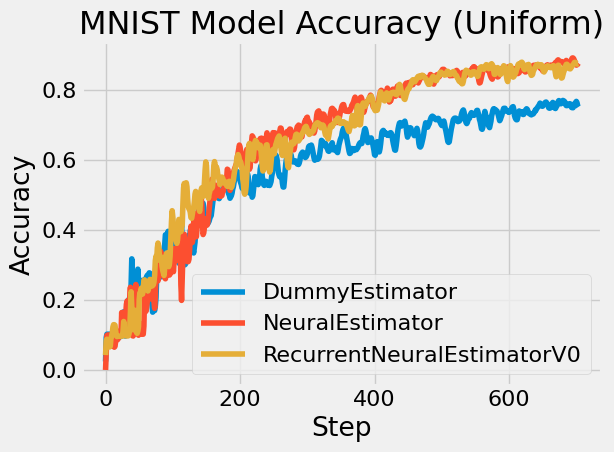 MNIST Model Accuracy (Uniform)
Accuracy
0.8
0.6
0.4
0.2
0.0
DummyEstimator
NeuralEstimator
RecurrentNeuralEstimatorV0
0 200 400 600
Step